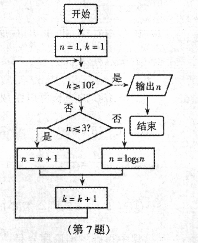 开始
n=1, k=1
k≥10?
是
输出n
否
结束
n≤3?
是
否
n=n+1
n=log₂n
k=k+1
(第7题)